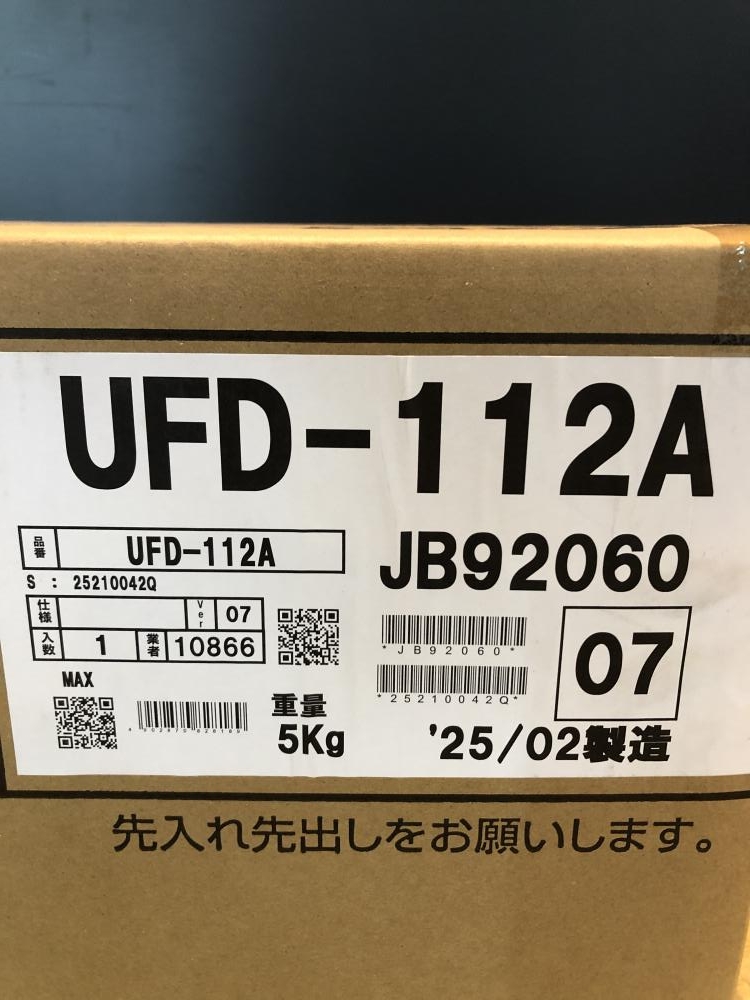 UFD-112A
品番 UFD-112A
JB92060
S : 25210042Q
仕様 Ver 07
*JB92060*
07
入数 1 業者 10866
*25210042Q*
MAX
重量
5Kg
'25/02製造
先入れ先出しをお願いします。